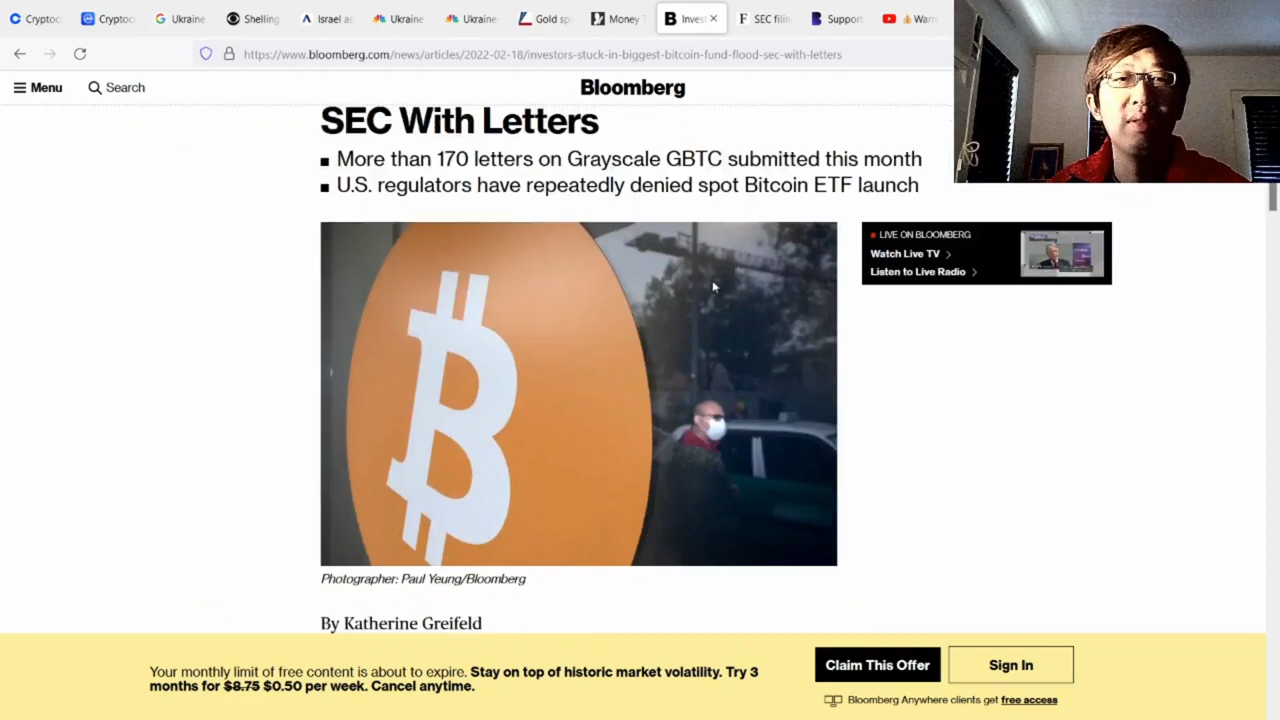 Cryptoc
Cryptoc
Ukraine
Shelling
Israel as
Ukraine
Ukraine
Gold sp
Money T
Invest
SEC filin
Support
Warn
https://www.bloomberg.com/news/articles/2022-02-18/investors-stuck-in-biggest-bitcoin-fund-flood-sec-with-letters
Menu
Search
Bloomberg
SEC With Letters
More than 170 letters on Grayscale GBTC submitted this month
U.S. regulators have repeatedly denied spot Bitcoin ETF launch
LIVE ON BLOOMBERG
Watch Live TV
Listen to Live Radio
Photographer: Paul Yeung/Bloomberg
By Katherine Greifeld
Your monthly limit of free content is about to expire. Stay on top of historic market volatility. Try 3
months for $8.75 $0.50 per week. Cancel anytime.
Claim This Offer
Sign In
Bloomberg Anywhere clients get free access